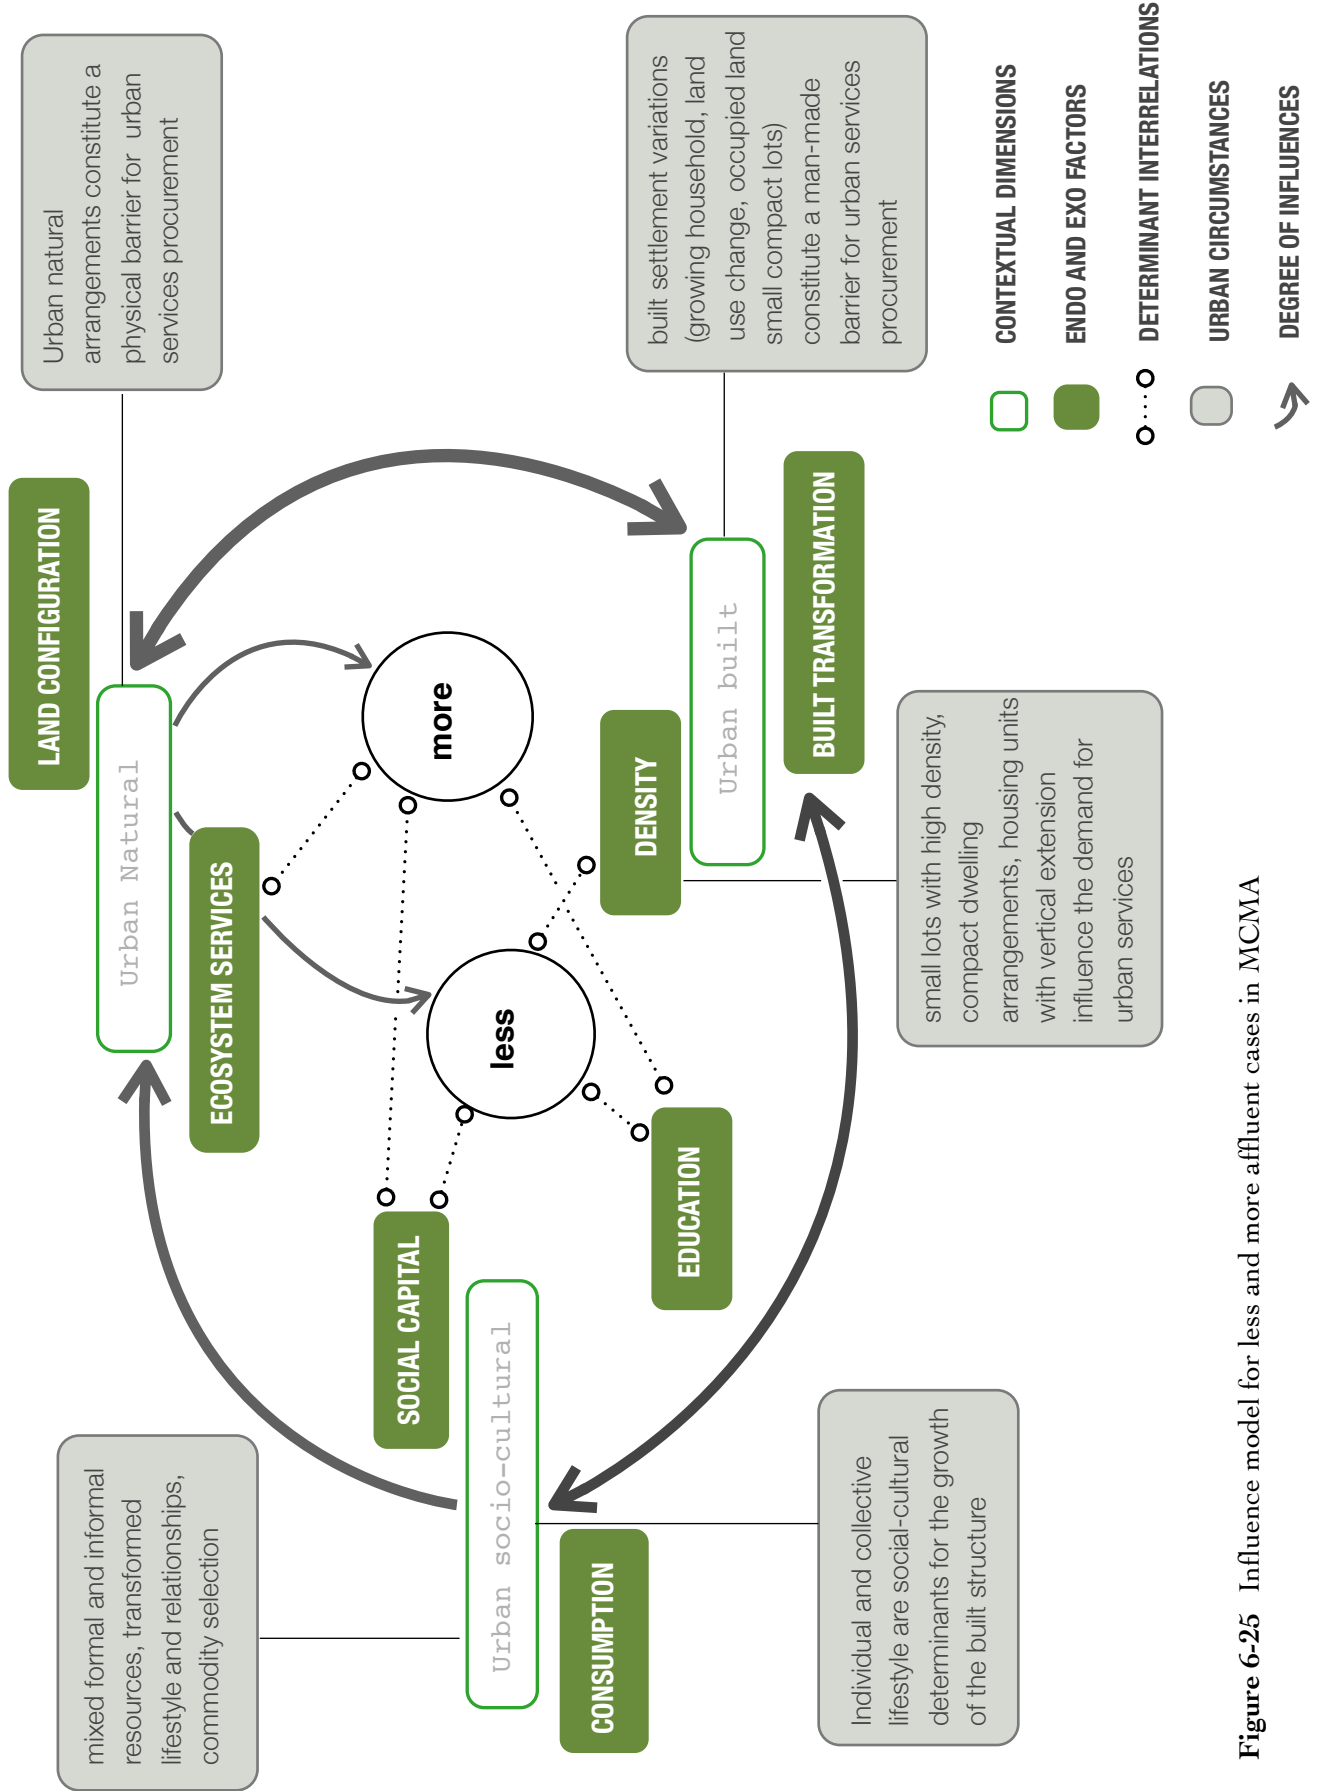 mixed formal and informal
resources, transformed
lifestyle and relationships,
commodity selection
Urban natural
arrangements constitute a
physical barrier for urban
services procurement
LAND CONFIGURATION
Urban Natural
ECOSYSTEM SERVICES
SOCIAL CAPITAL
more
less
Urban socio-cultural
CONSUMPTION
EDUCATION
DENSITY
Urban built
BUILT TRANSFORMATION
built settlement variations
(growing household, land
use change, occupied land
small compact lots)
constitute a man-made
barrier for urban services
procurement
Individual and collective
lifestyle are social-cultural
determinants for the growth
of the built structure
small lots with high density,
compact dwelling
arrangements, housing units
with vertical extension
influence the demand for
urban services
CONTEXTUAL DIMENSIONS
ENDO AND EXO FACTORS
DETERMINANT INTERRELATIONS
URBAN CIRCUMSTANCES
DEGREE OF INFLUENCES
Figure 6-25 Influence model for less and more affluent cases in MCMA